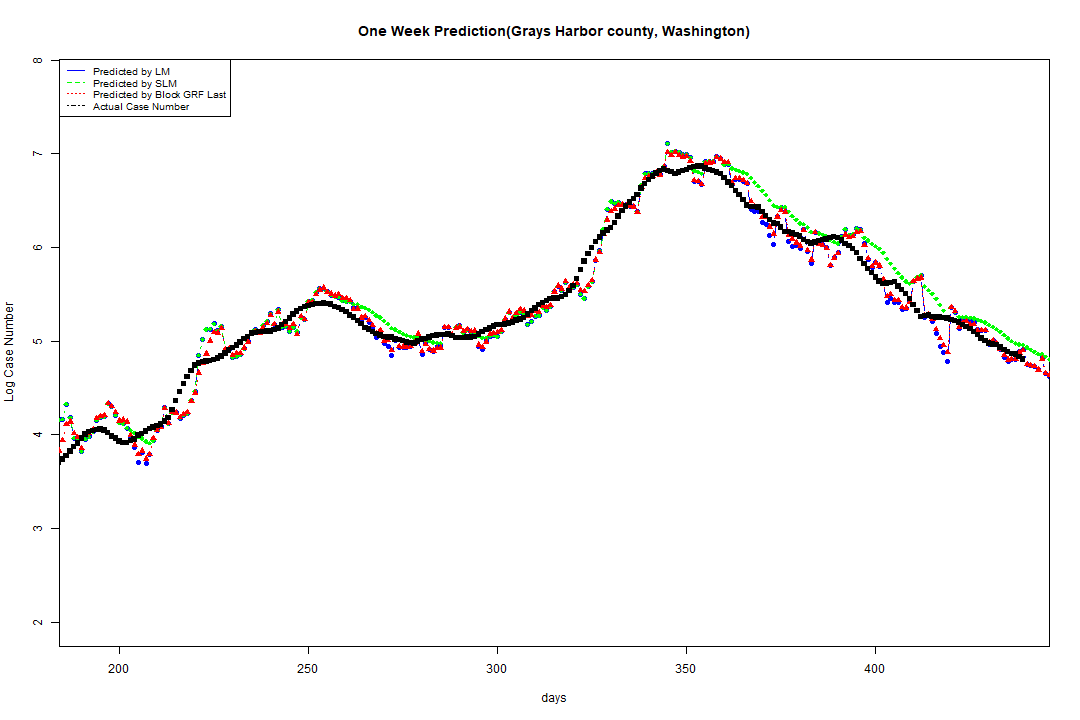 One Week Prediction(Grays Harbor county, Washington)
Predicted by LM
Predicted by SLM
Predicted by Block GRF Last
Actual Case Number
8
7
6
5
4
3
2
Log Case Number
200 250 300 350 400
days